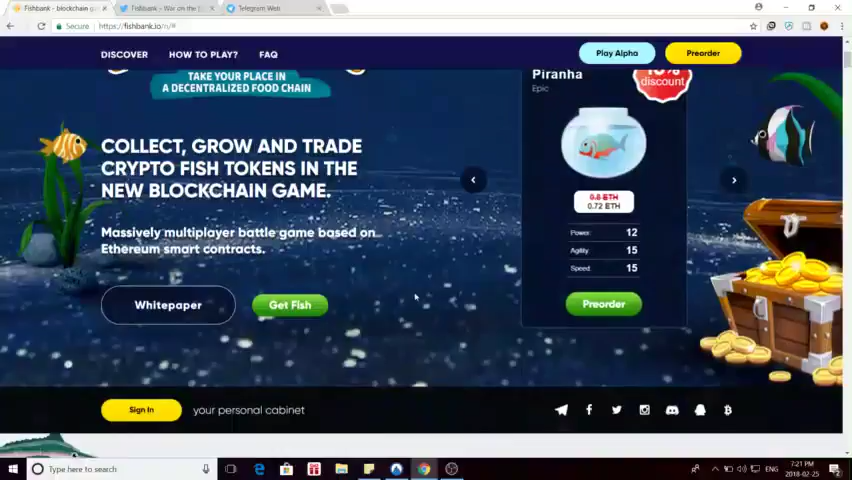 Fishbank - blockchain ga
Fishbank - War on the
Telegram Web
Secure
https://fishbank.io/n/#
DISCOVER
HOW TO PLAY?
FAQ
Play Alpha
Preorder
TAKE YOUR PLACE IN
A DECENTRALIZED FOOD CHAIN
COLLECT, GROW AND TRADE
CRYPTO FISH TOKENS IN THE
NEW BLOCKCHAIN GAME.
Massively multiplayer battle game based on
Ethereum smart contracts.
Whitepaper
Get Fish
Piranha
Epic
10%
discount
0.8 ETH
0.72 ETH
Power: 12
Agility: 15
Speed: 15
Preorder
Sign In
your personal cabinet
Type here to search
ENG
7:21 PM
2018-02-25